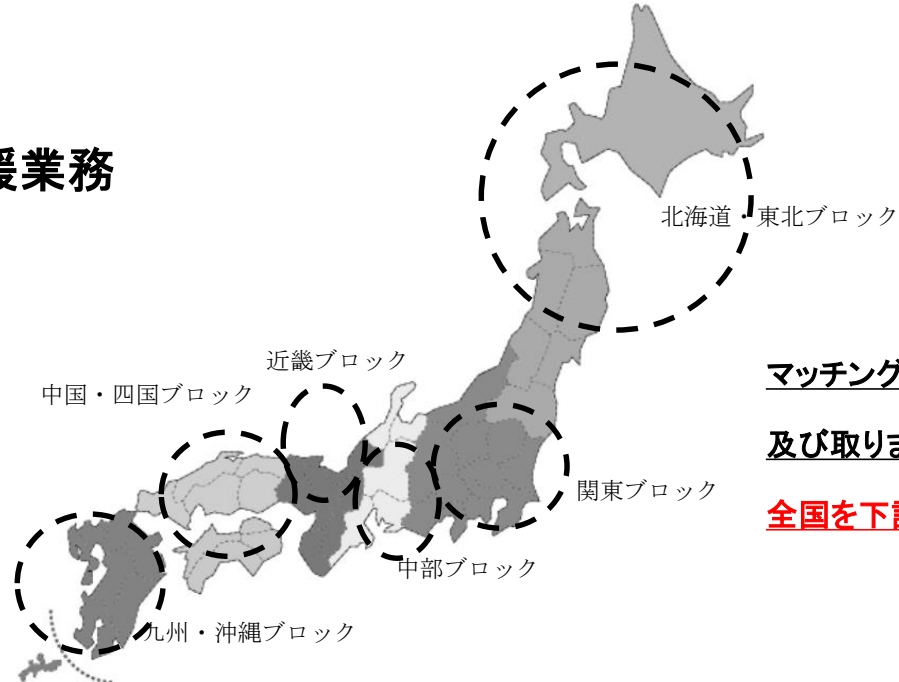 援業務
北海道・東北ブロック
近畿ブロック
中国・四国ブロック
マッチング
及び取りま
関東ブロック
全国を下記
中部ブロック
九州・沖縄ブロック